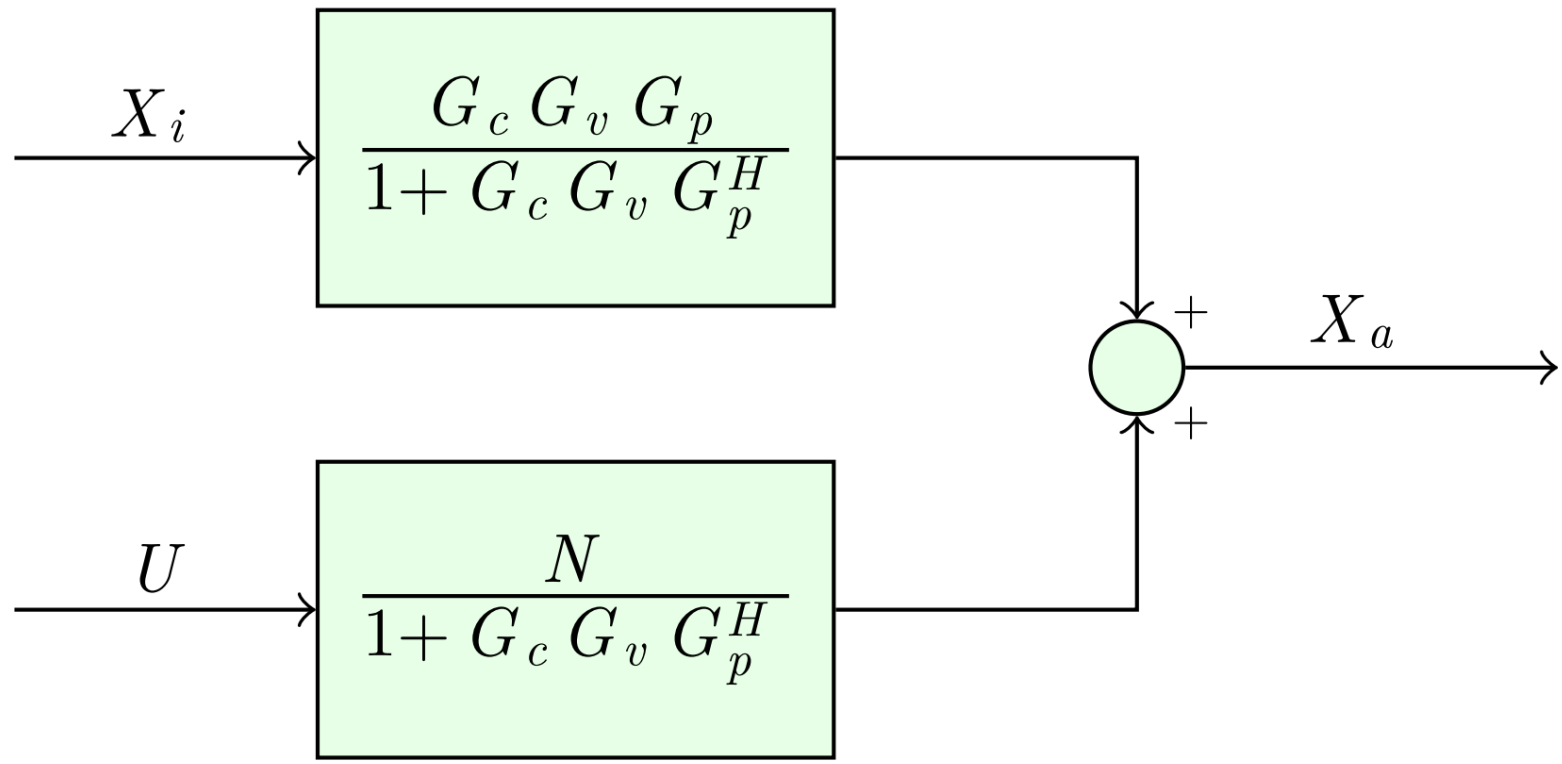 X_i
G_c G_v G_p
1+ G_c G_v G_p^H
+
X_a
+
U
N
1+ G_c G_v G_p^H